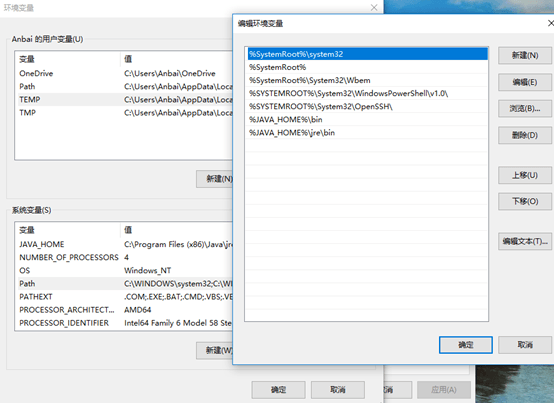 环境变量
Anbai 的用户变量(U)
变量 值
OneDrive C:\Users\Anbai\OneDrive
Path C:\Users\Anbai\AppData\Loca
TEMP C:\Users\Anbai\AppData\Loca
TMP C:\Users\Anbai\AppData\Loca
新建(N)
系统变量(S)
变量 值
JAVA_HOME C:\Program Files (x86)\Java\jre
NUMBER_OF_PROCESSORS 4
OS Windows_NT
Path C:\WINDOWS\system32;C:\WI
PATHEXT .COM;.EXE;.BAT;.CMD;.VBS;.VE
PROCESSOR_ARCHITECT... AMD64
PROCESSOR_IDENTIFIER Intel64 Family 6 Model 58 Ste
新建(W)
确定
取消
消
应用(A)
编辑环境变量
%SystemRoot%\system32
%SystemRoot%
%SystemRoot%\System32\Wbem
%SYSTEMROOT%\System32\WindowsPowerShell\v1.0\
%SYSTEMROOT%\System32\OpenSSH\
%JAVA_HOME%\bin
%JAVA_HOME%\jre\bin
新建(N)
编辑(E)
浏览(B)...
删除(D)
上移(U)
下移(O)
编辑文本(T)...
确定
取消